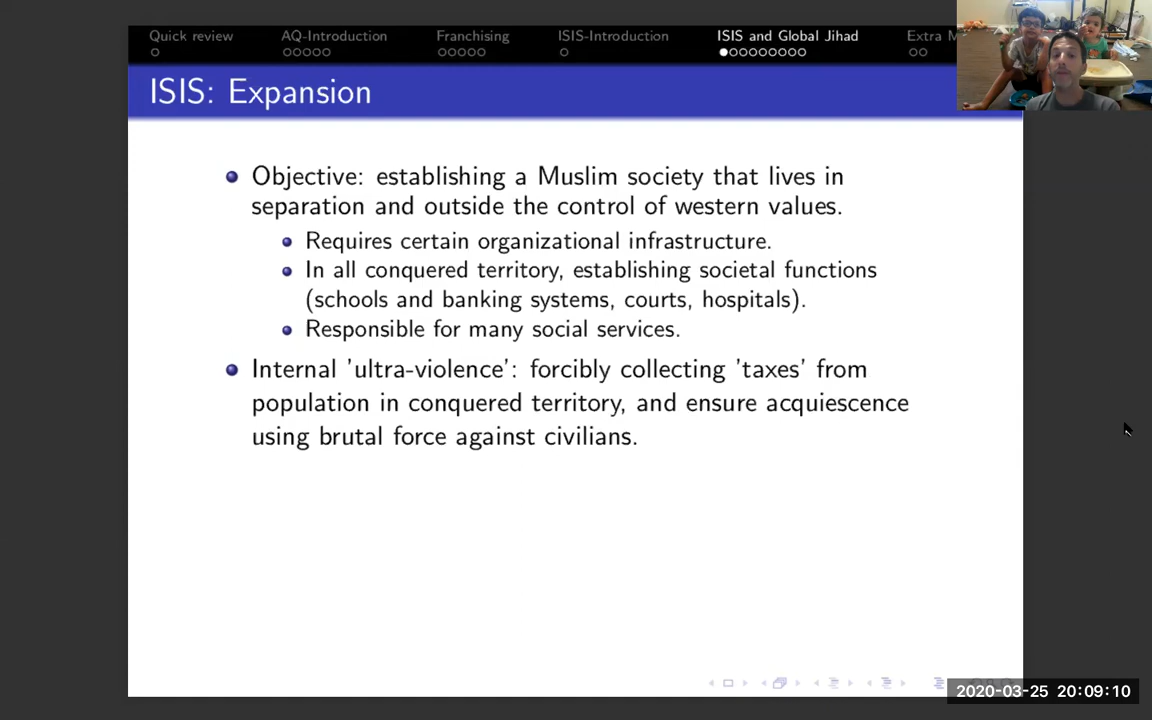 Quick review AQ-Introduction Franchising ISIS-Introduction ISIS and Global Jihad Extra
ISIS: Expansion
Objective: establishing a Muslim society that lives in
separation and outside the control of western values.
Requires certain organizational infrastructure.
In all conquered territory, establishing societal functions
(schools and banking systems, courts, hospitals).
Responsible for many social services.
Internal 'ultra-violence': forcibly collecting 'taxes' from
population in conquered territory, and ensure acquiescence
using brutal force against civilians.
2020-03-25 20:09:10